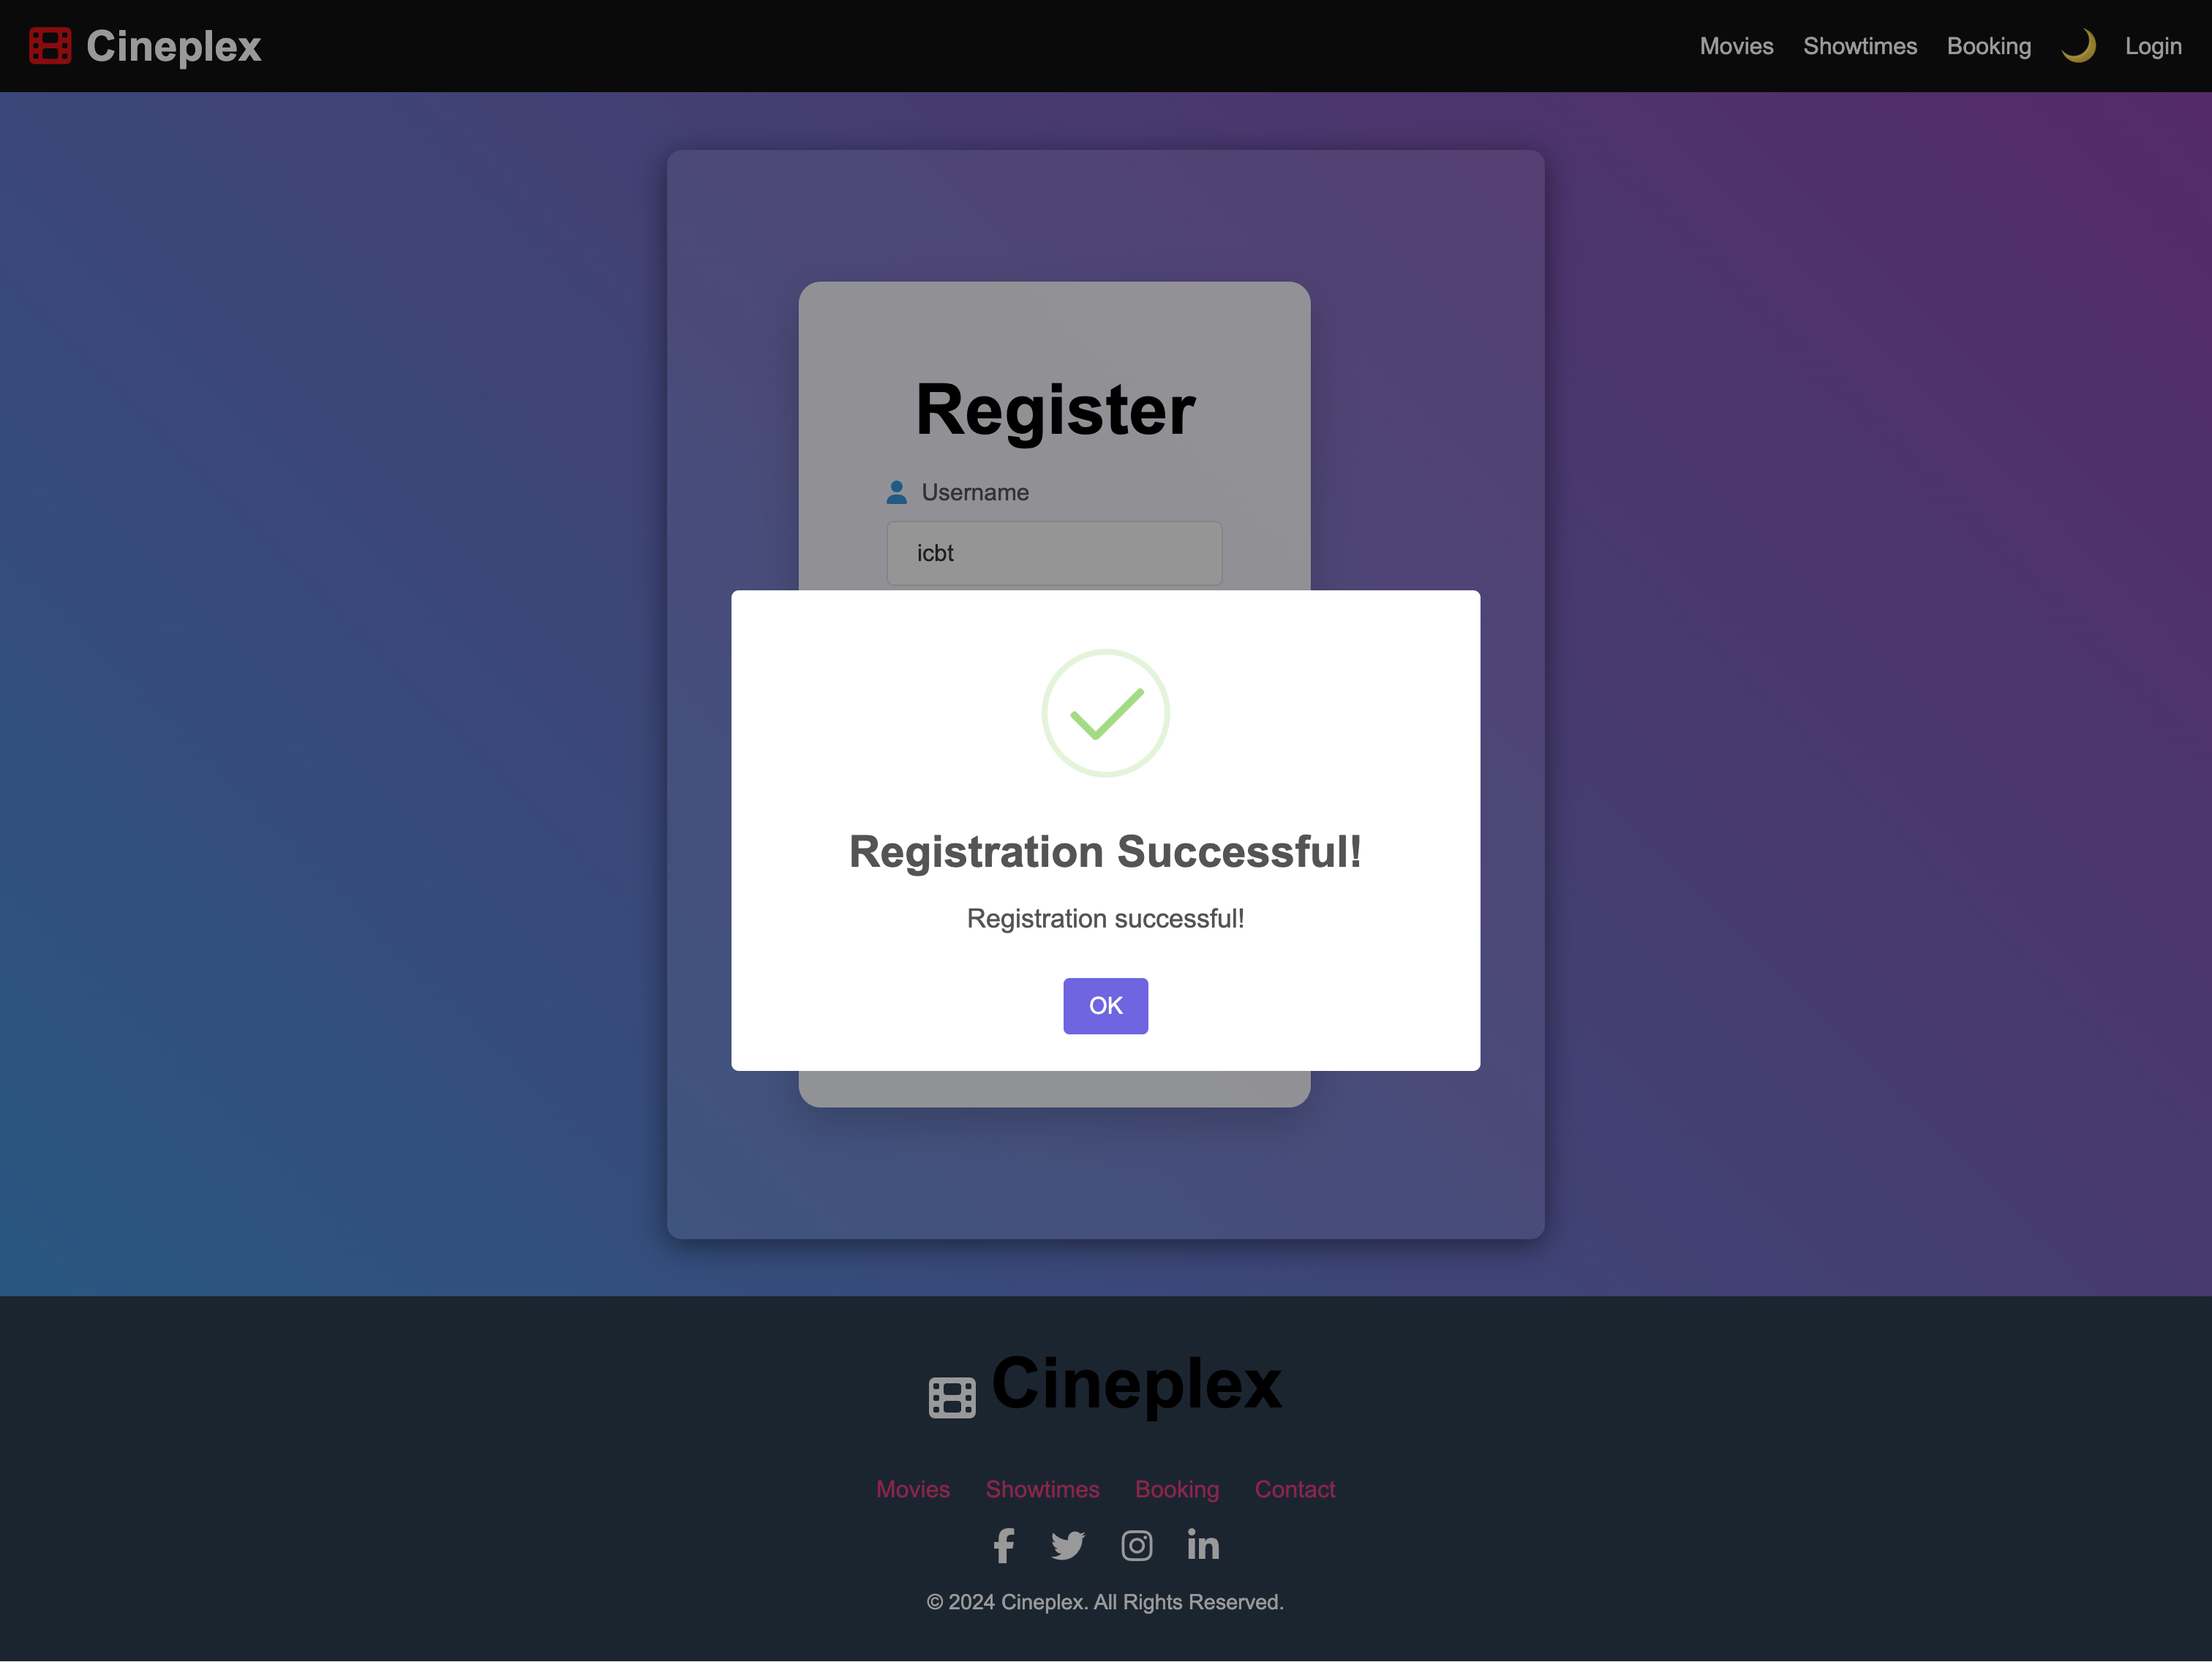 Cineplex
Movies Showtimes Booking Login
Register
Username
icbt
Registration Successful!
Registration successful!
OK
Cineplex
Movies Showtimes Booking Contact
© 2024 Cineplex. All Rights Reserved.